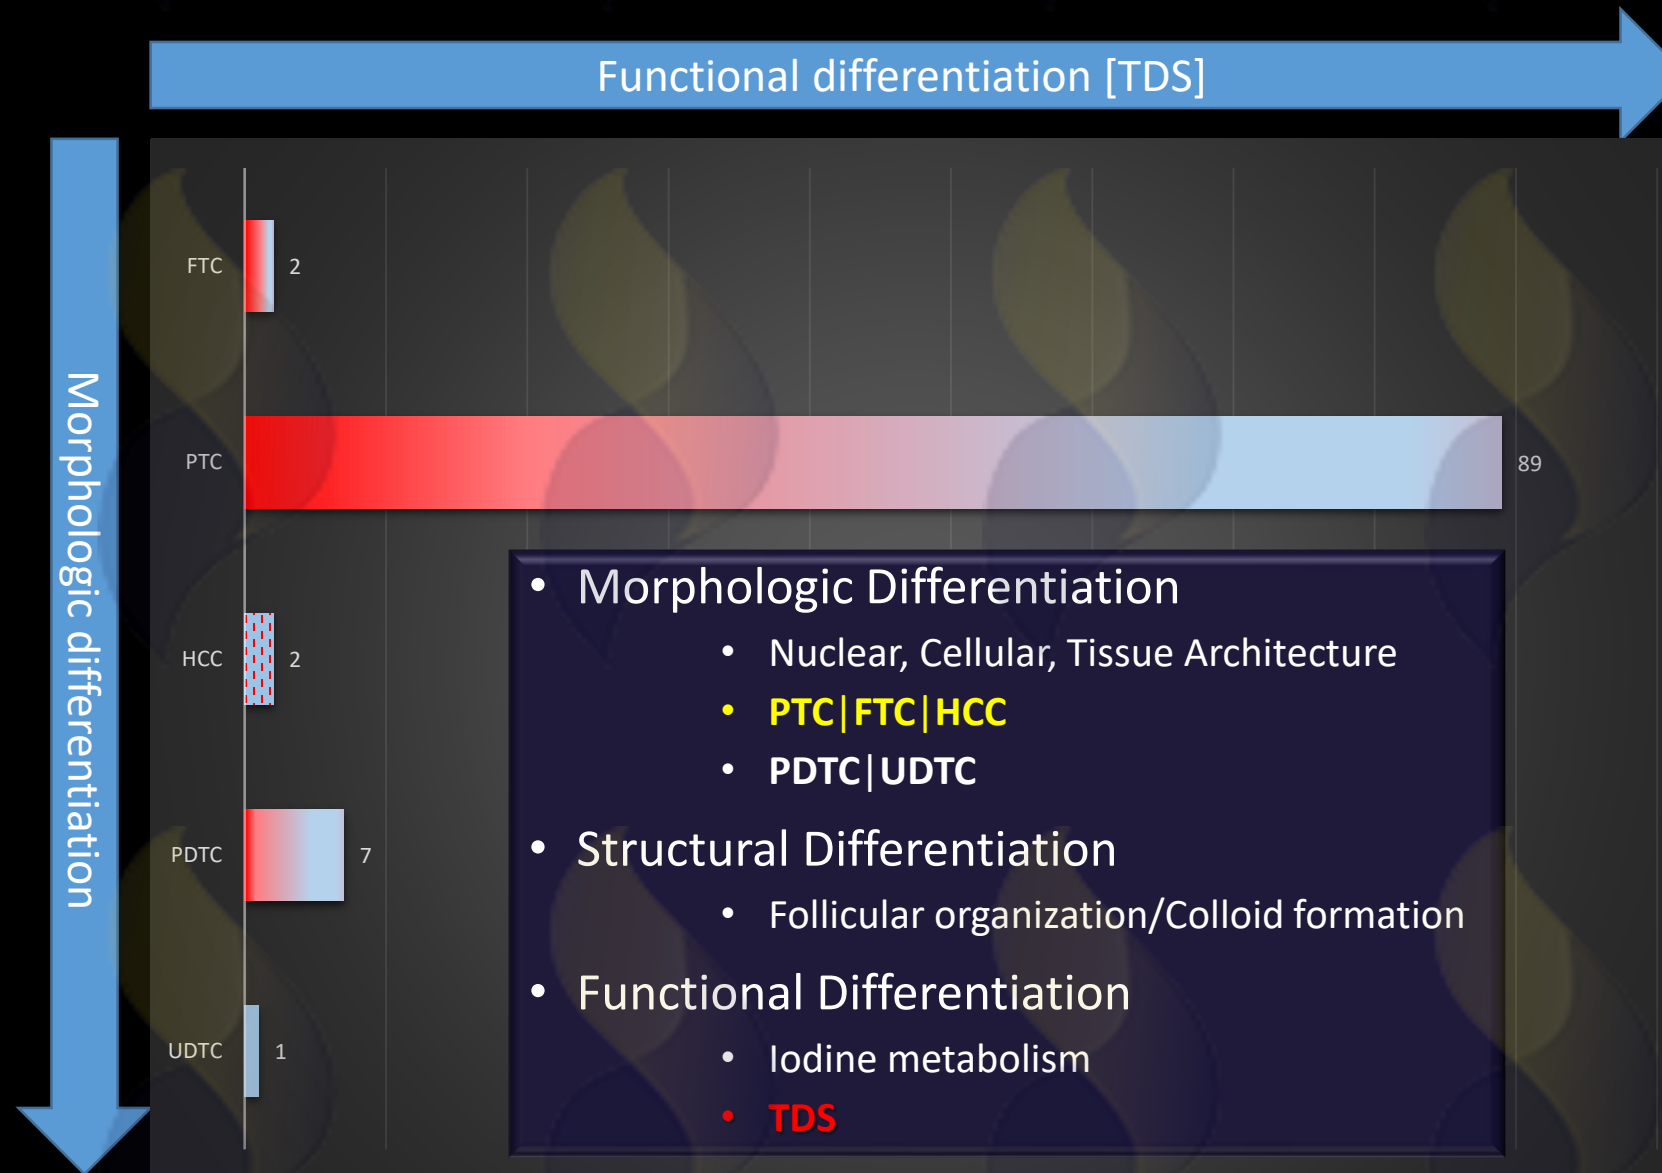 Functional differentiation [TDS]
Morphologic differentiation
FTC
2
PTC
89
HCC
2
PDTC
7
UDTC
1
• Morphologic Differentiation
• Nuclear, Cellular, Tissue Architecture
• PTC|FTC|HCC
• PDTC|UDTC
• Structural Differentiation
• Follicular organization/Colloid formation
• Functional Differentiation
• Iodine metabolism
• TDS